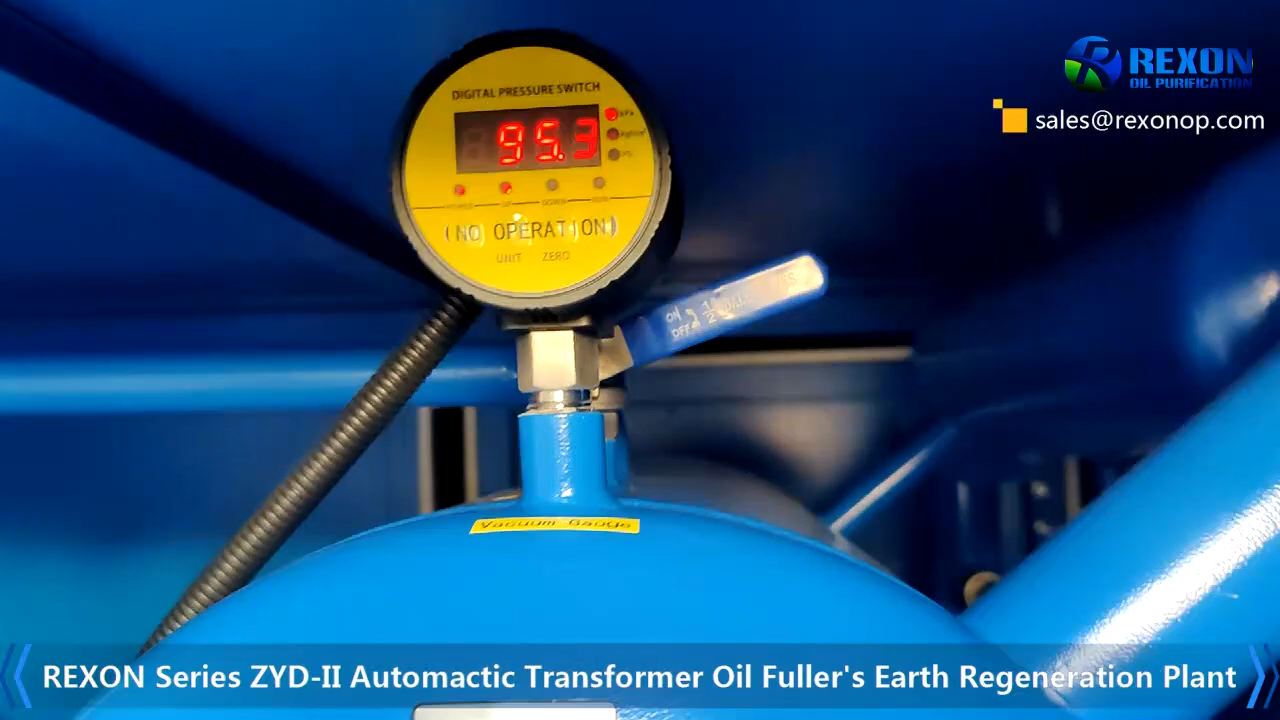 REXON
OIL PURIFICATION
sales@rexonop.com
DIGITAL PRESSURE SWITCH
95.3
(NO OPERATION)
UNIT ZERO
ON
OFF
Vacuum Gauge
REXON Series ZYD-II Automactic Transformer Oil Fuller's Earth Regeneration Plant